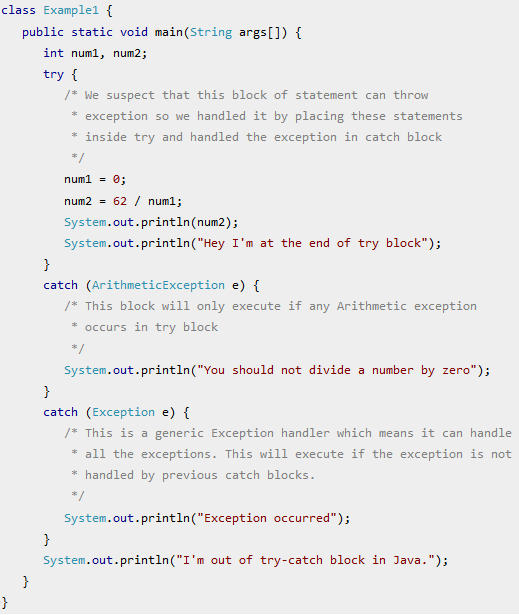 class Example1 {
   public static void main(String args[]) {
      int num1, num2;
      try {
         /* We suspect that this block of statement can throw
          * exception so we handled it by placing these statements
          * inside try and handled the exception in catch block
          */
         num1 = 0;
         num2 = 62 / num1;
         System.out.println(num2);
         System.out.println("Hey I'm at the end of try block");
      }
      catch (ArithmeticException e) {
         /* This block will only execute if any Arithmetic exception
          * occurs in try block
          */
         System.out.println("You should not divide a number by zero");
      }
      catch (Exception e) {
         /* This is a generic Exception handler which means it can handle
          * all the exceptions. This will execute if the exception is not
          * handled by previous catch blocks.
          */
         System.out.println("Exception occurred");
      }
      System.out.println("I'm out of try-catch block in Java.");
   }
}